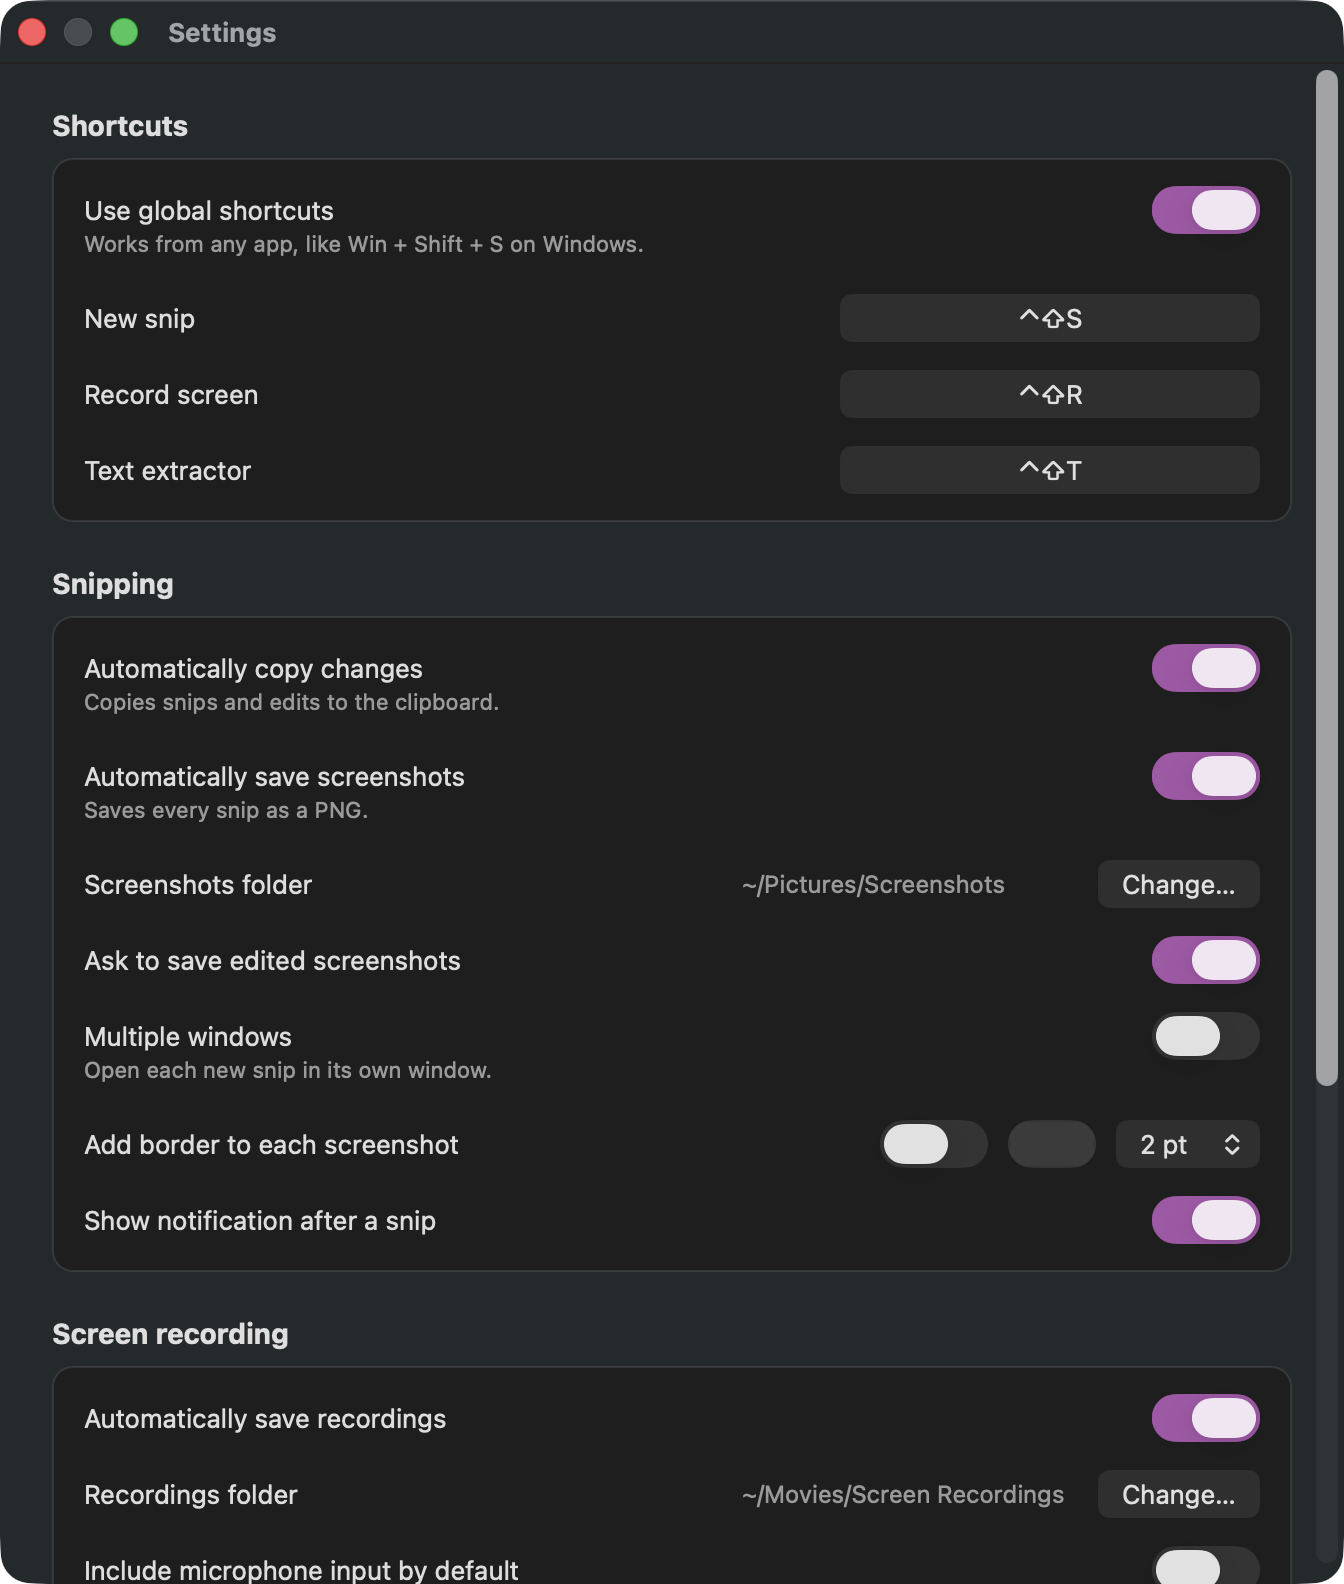 Settings
Shortcuts
Use global shortcuts
Works from any app, like Win + Shift + S on Windows.
New snip
^⇧S
Record screen
^⇧R
Text extractor
^⇧T
Snipping
Automatically copy changes
Copies snips and edits to the clipboard.
Automatically save screenshots
Saves every snip as a PNG.
Screenshots folder
~/Pictures/Screenshots
Change...
Ask to save edited screenshots
Multiple windows
Open each new snip in its own window.
Add border to each screenshot
2 pt
Show notification after a snip
Screen recording
Automatically save recordings
Recordings folder
~/Movies/Screen Recordings
Change...
Include microphone input by default